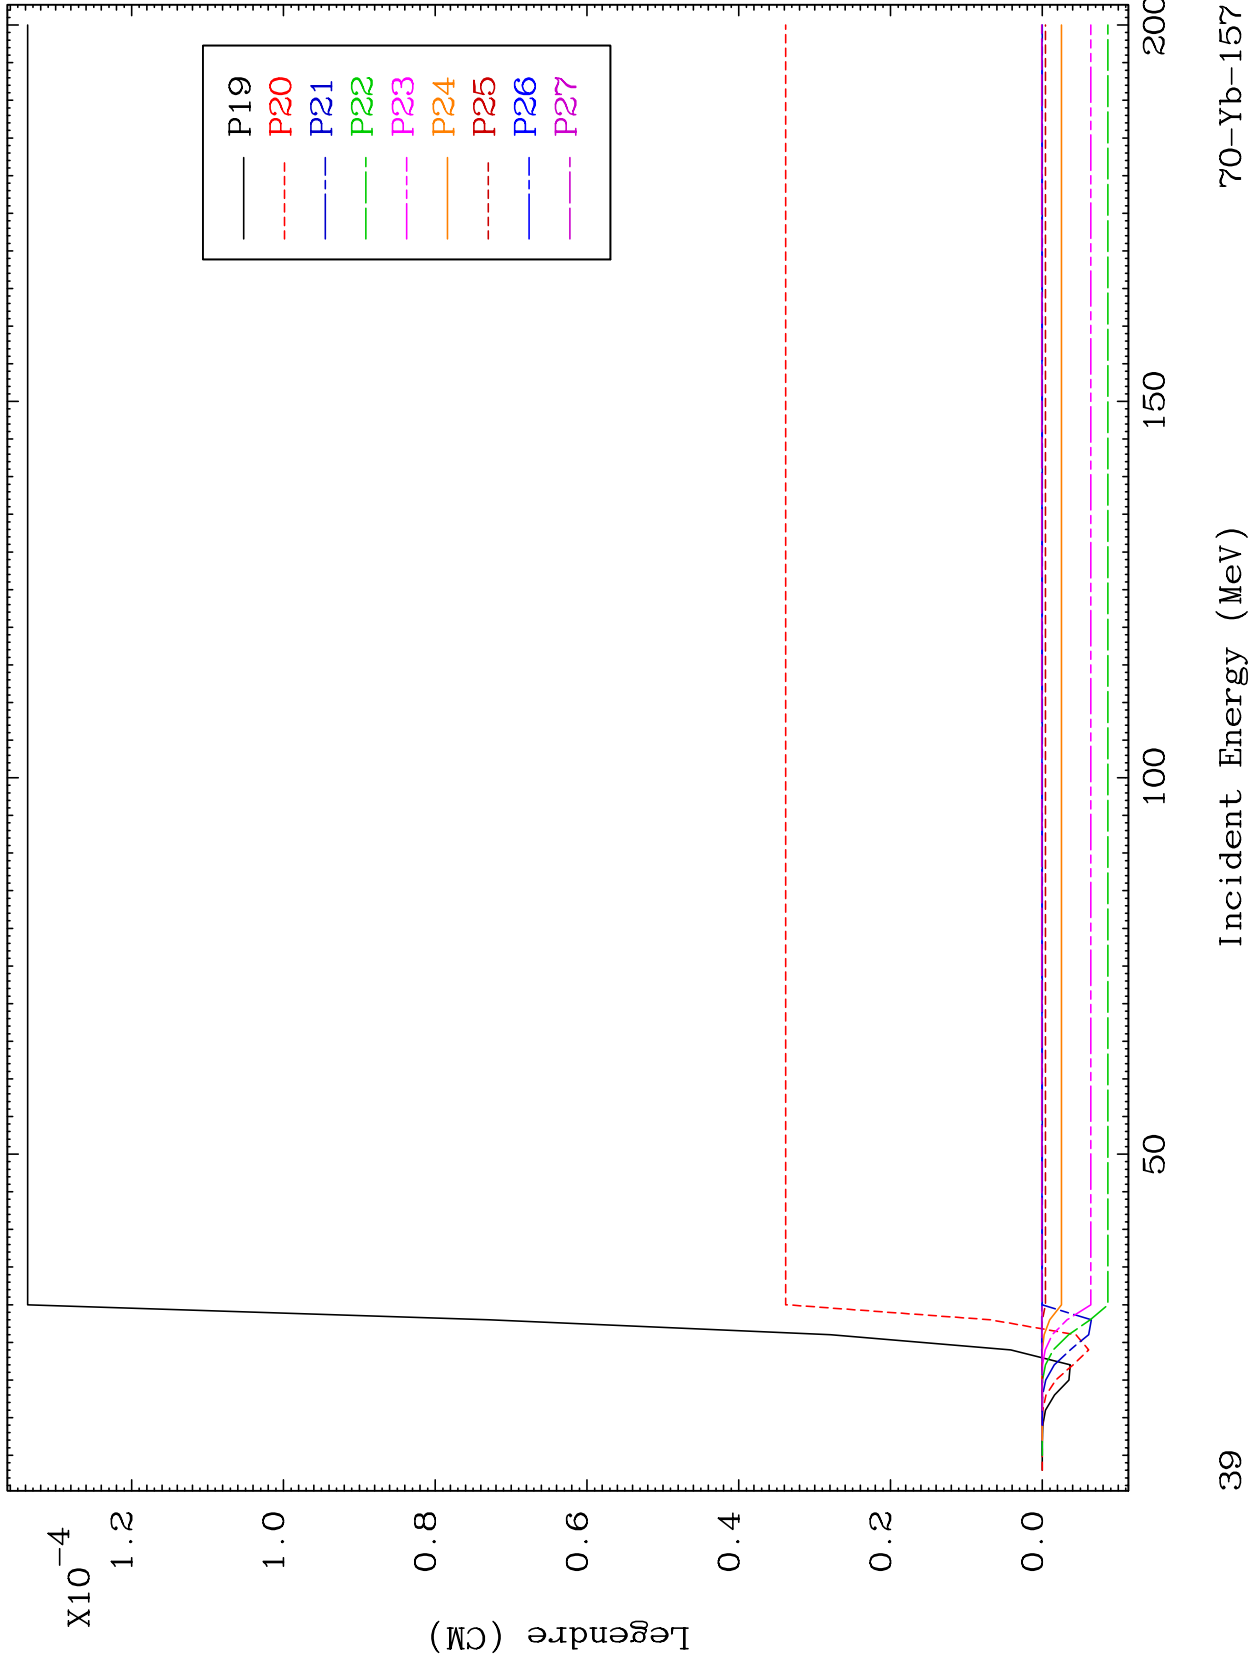 X10-4
1.2
1.0
0.8
0.6
0.4
0.2
0.0
Legendre (CM)
P19
P20
P21
P22
P23
P24
P25
P26
P27
50
100
150
200
Incident Energy (MeV)
39
70-Yb-157